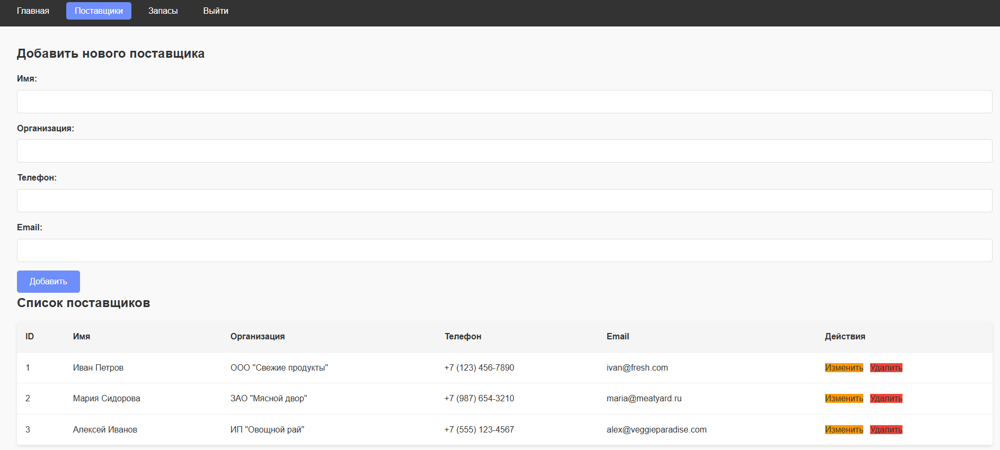 Главная Поставщики Запасы Выйти
Добавить нового поставщика
Имя:
Организация:
Телефон:
Email:
Добавить
Список поставщиков
ID Имя Организация Телефон Email Действия
1 Иван Петров ООО "Свежие продукты" +7 (123) 456-7890 ivan@fresh.com Изменить Удалить
2 Мария Сидорова ЗАО "Мясной двор" +7 (987) 654-3210 maria@meatyard.ru Изменить Удалить
3 Алексей Иванов ИП "Овощной рай" +7 (555) 123-4567 alex@veggieparadise.com Изменить Удалить